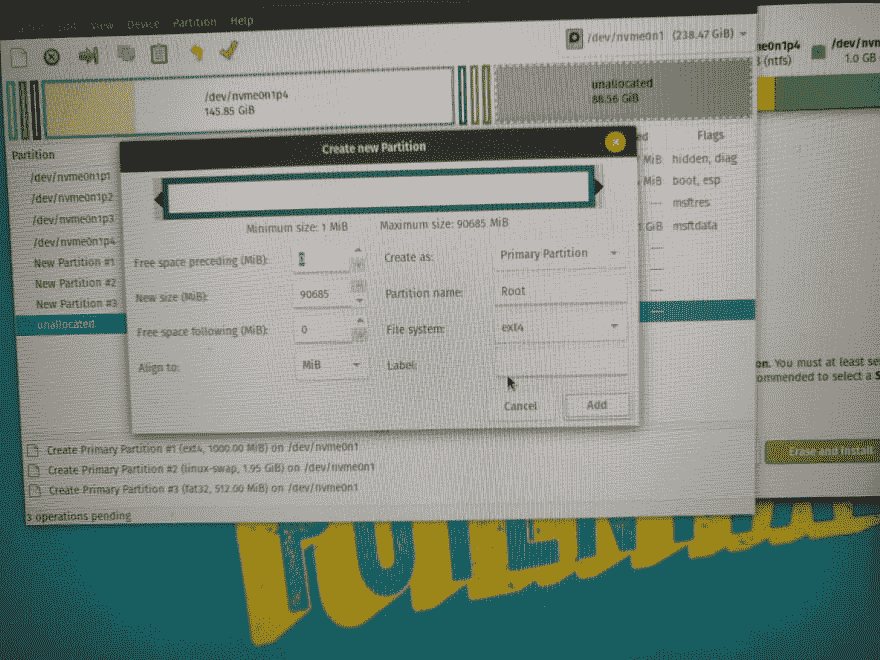 View Device Partition Help
/dev/nvme0n1 (238.47 GiB)
/dev/nvme0n1p4
145.85 GiB
unallocated
88.56 GiB
me0n1p4
(ntfs)
/dev/nvm
1.0 GB
Partition
Flags
/dev/nvme0n1p1
MiB hidden, diag
/dev/nvme0n1p2
MiB boot, esp
/dev/nvme0n1p3
msftres
/dev/nvme0n1p4
GiB msftdata
New Partition #1
New Partition #2
New Partition #3
unallocated
Create new Partition
Minimum size: 1 MiB Maximum size: 90685 MiB
Free space preceding (MiB):
Create as: Primary Partition
New size (MiB): 90685
Partition name: Root
Free space following (MiB): 0
File system: ext4
Align to: MiB
Label:
Cancel Add
on. You must at least se
ommended to select a S
Erase and Install
Create Primary Partition #1 (ext4, 1000.00 MiB) on /dev/nvme0n1
Create Primary Partition #2 (linux-swap, 1.95 GiB) on /dev/nvme0n1
Create Primary Partition #3 (fat32, 512.00 MiB) on /dev/nvme0n1
3 operations pending